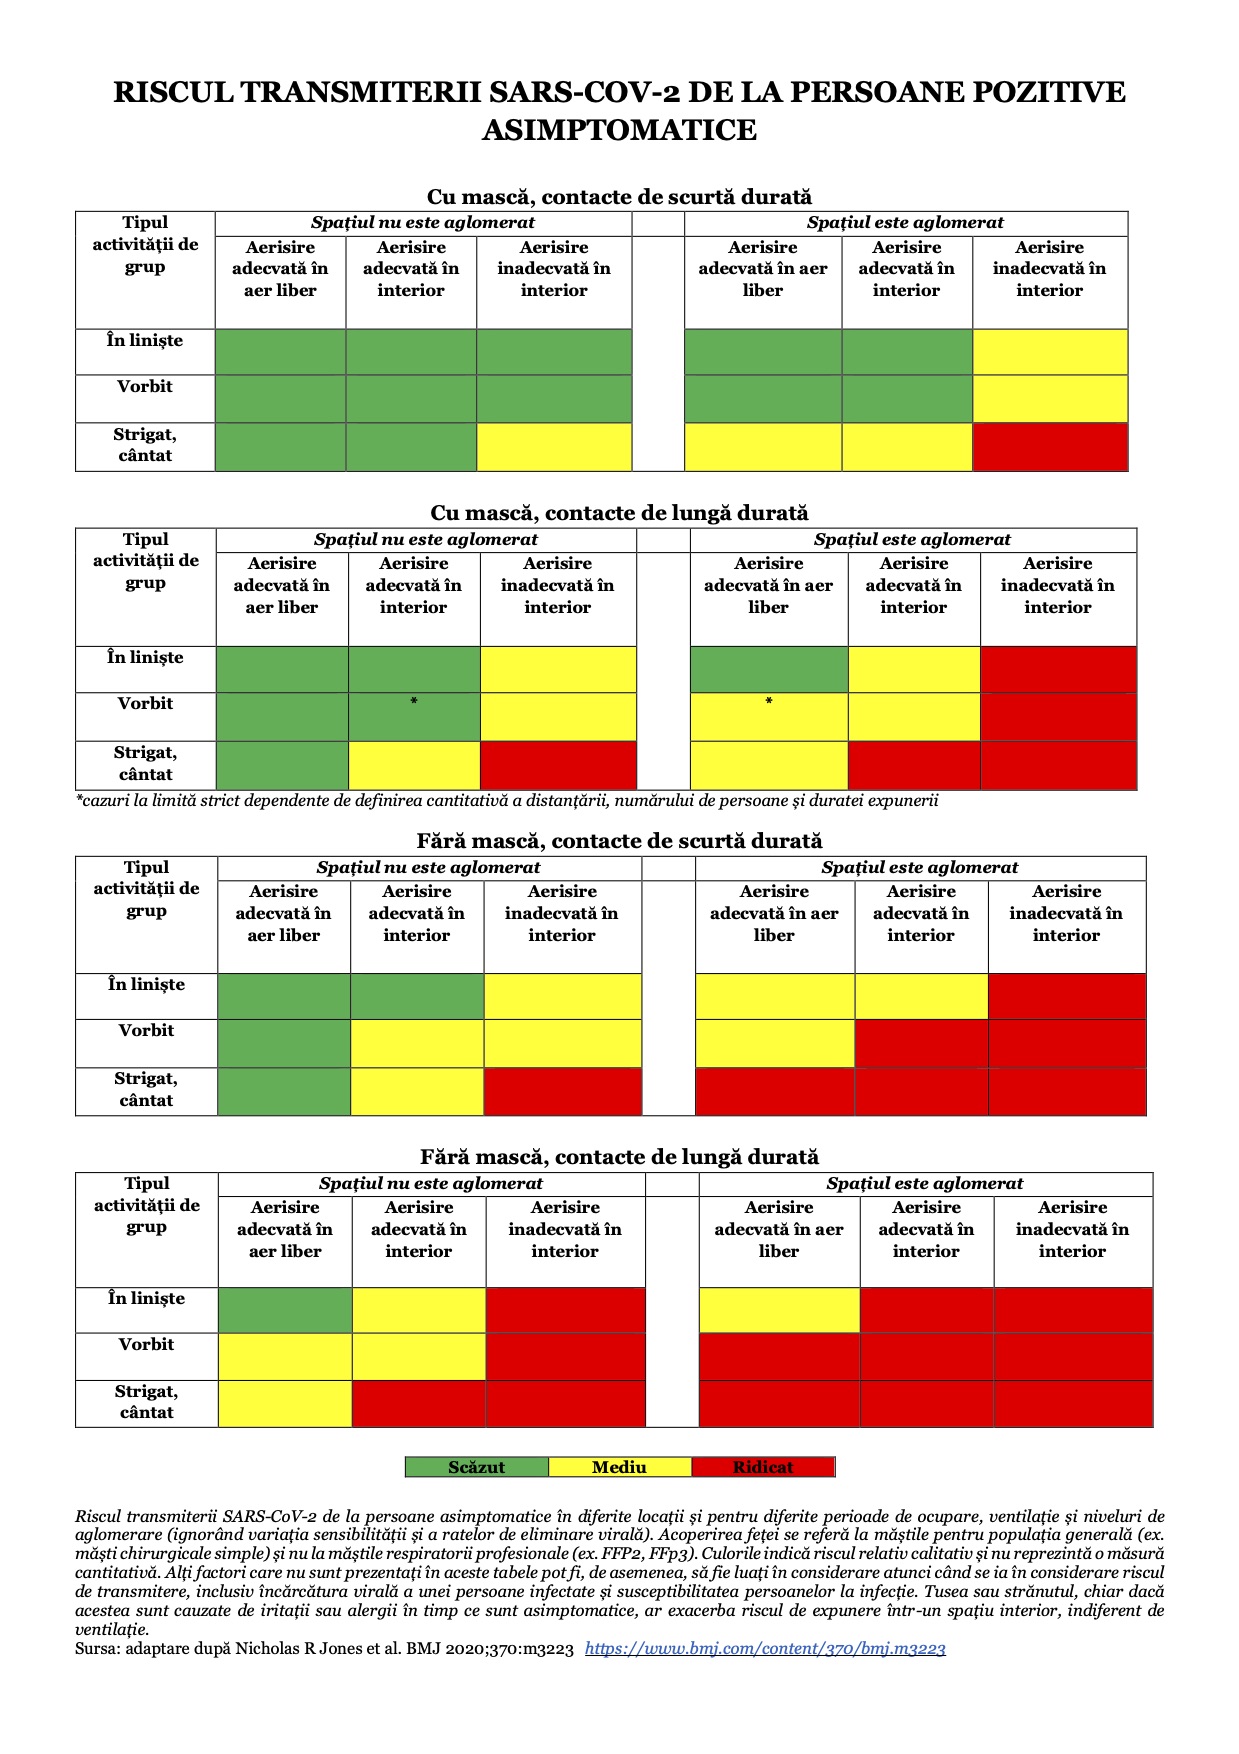 RISCUL TRANSMITERII SARS-COV-2 DE LA PERSOANE POZITIVE
ASIMPTOMATICE
Cu mască, contacte de scurtă durată
Tipul
activității de
grup
Spațiul nu este aglomerat
Spațiul este aglomerat
Aerisire
adecvată în
aer liber
Aerisire
adecvată în
interior
Aerisire
inadecvată în
interior
Aerisire
adecvată în aer
liber
Aerisire
adecvată în
interior
Aerisire
inadecvată în
interior
În liniște
Vorbit
Strigat,
cântat
Cu mască, contacte de lungă durată
Tipul
activității de
grup
Spațiul nu este aglomerat
Spațiul este aglomerat
Aerisire
adecvată în
aer liber
Aerisire
adecvată în
interior
Aerisire
inadecvată în
interior
Aerisire
adecvată în aer
liber
Aerisire
adecvată în
interior
Aerisire
inadecvată în
interior
În liniște
Vorbit * *
Strigat,
cântat
*cazuri la limită strict dependente de definirea cantitativă a distanțării, numărului de persoane și duratei expunerii
Fără mască, contacte de scurtă durată
Tipul
activității de
grup
Spațiul nu este aglomerat
Spațiul este aglomerat
Aerisire
adecvată în
aer liber
Aerisire
adecvată în
interior
Aerisire
inadecvată în
interior
Aerisire
adecvată în aer
liber
Aerisire
adecvată în
interior
Aerisire
inadecvată în
interior
În liniște
Vorbit
Strigat,
cântat
Fără mască, contacte de lungă durată
Tipul
activității de
grup
Spațiul nu este aglomerat
Spațiul este aglomerat
Aerisire
adecvată în
aer liber
Aerisire
adecvată în
interior
Aerisire
inadecvată în
interior
Aerisire
adecvată în aer
liber
Aerisire
adecvată în
interior
Aerisire
inadecvată în
interior
În liniște
Vorbit
Strigat,
cântat
Scăzut Mediu Ridicat
Riscul transmiterii SARS-CoV-2 de la persoane asimptomatice în diferite locații și pentru diferite perioade de ocupare, ventilație și niveluri de
aglomerare (ignorând variația sensibilității și a ratelor de eliminare virală). Acoperirea feței se referă la măștile pentru populația generală (ex.
măști chirurgicale simple) și nu la măștile respiratorii profesionale (ex. FFP2, FFp3). Culorile indică riscul relativ calitativ și nu reprezintă o măsură
cantitativă. Alți factori care nu sunt prezentați în aceste tabele pot fi, de asemenea, să fie luați în considerare atunci când se ia în considerare riscul
de transmitere, inclusiv încărcătura virală a unei persoane infectate și susceptibilitatea persoanelor la infecție. Tusea sau strănutul, chiar dacă
acestea sunt cauzate de iritații sau alergii în timp ce sunt asimptomatice, ar exacerba riscul de expunere într-un spațiu interior, indiferent de
ventilație.
Sursa: adaptare după Nicholas R Jones et al. BMJ 2020;370:m3223 https://www.bmj.com/content/370/bmj.m3223